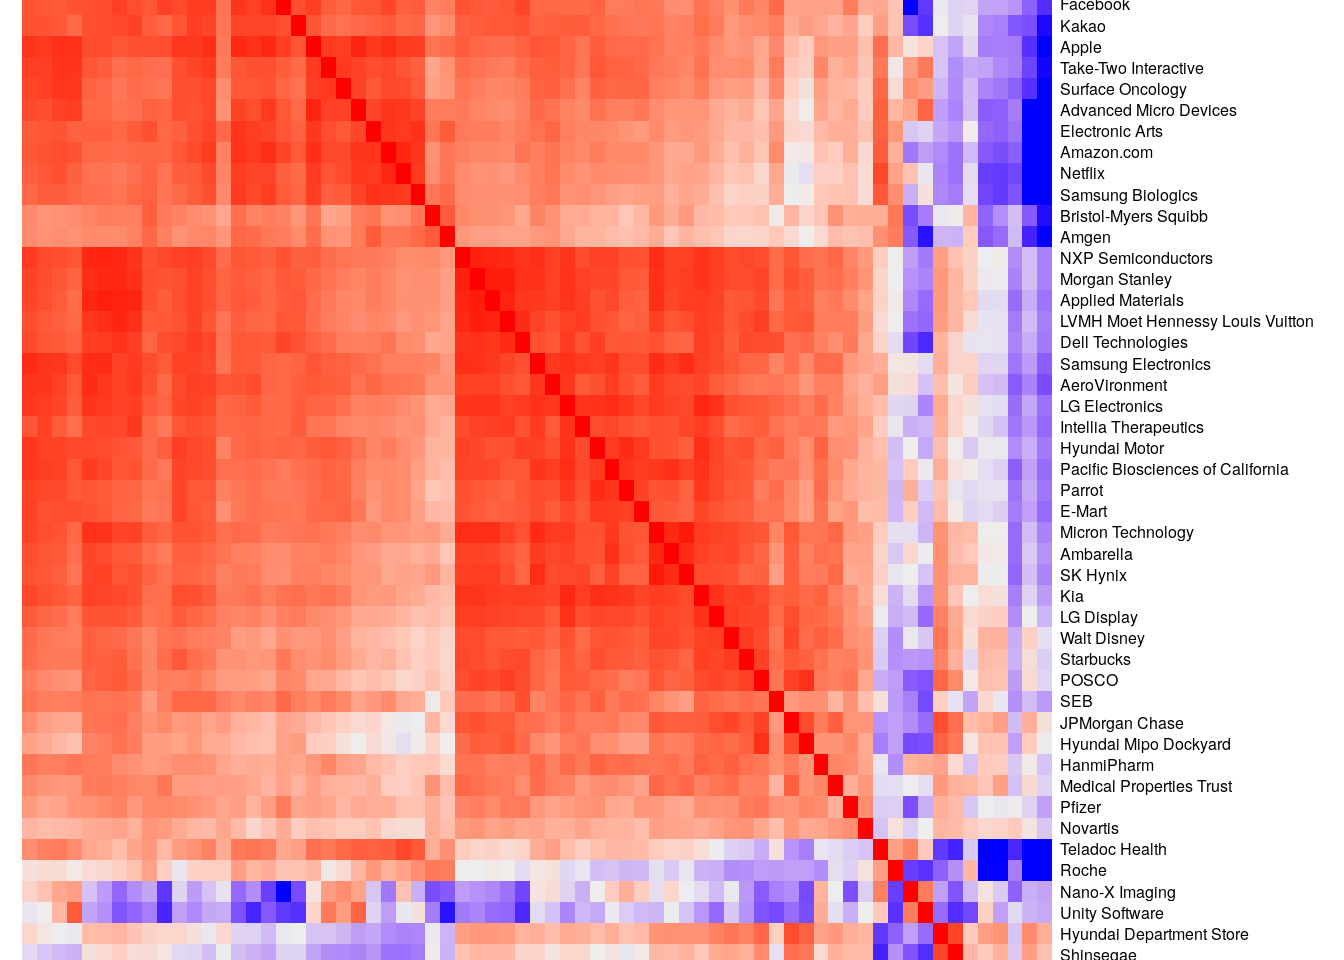 Facebook
Kakao
Apple
Take-Two Interactive
Surface Oncology
Advanced Micro Devices
Electronic Arts
Amazon.com
Netflix
Samsung Biologics
Bristol-Myers Squibb
Amgen
NXP Semiconductors
Morgan Stanley
Applied Materials
LVMH Moet Hennessy Louis Vuitton
Dell Technologies
Samsung Electronics
AeroVironment
LG Electronics
Intellia Therapeutics
Hyundai Motor
Pacific Biosciences of California
Parrot
E-Mart
Micron Technology
Ambarella
SK Hynix
Kia
LG Display
Walt Disney
Starbucks
POSCO
SEB
JPMorgan Chase
Hyundai Mipo Dockyard
HanmiPharm
Medical Properties Trust
Pfizer
Novartis
Teladoc Health
Roche
Nano-X Imaging
Unity Software
Hyundai Department Store
Shinsegae